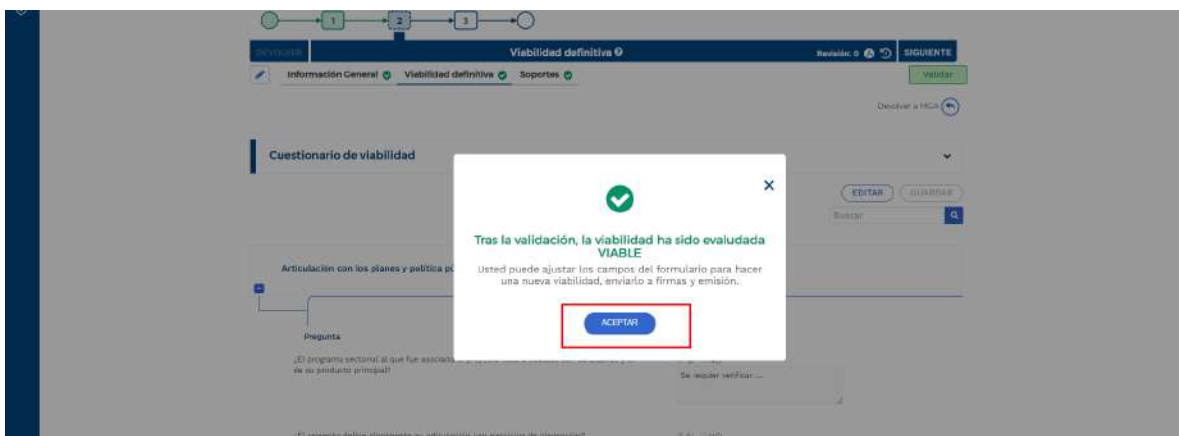 1 2 3
DEVOLVER Viabilidad definitiva Revisión: 0 SIGUIENTE
Información General Viabilidad definitiva Soportes Validar
Devolver a MGA
Cuestionario de viabilidad
EDITAR GUARDAR
Buscar
Tras la validación, la viabilidad ha sido evaludada
VIABLE
Usted puede ajustar los campos del formulario para hacer
una nueva viabilidad, enviarlo a firmas y emisión.
ACEPTAR
Articulación con los planes y política
Pregunta
¿El programa sectorial al que fue
de su producto principal?
Se requier verificar ...